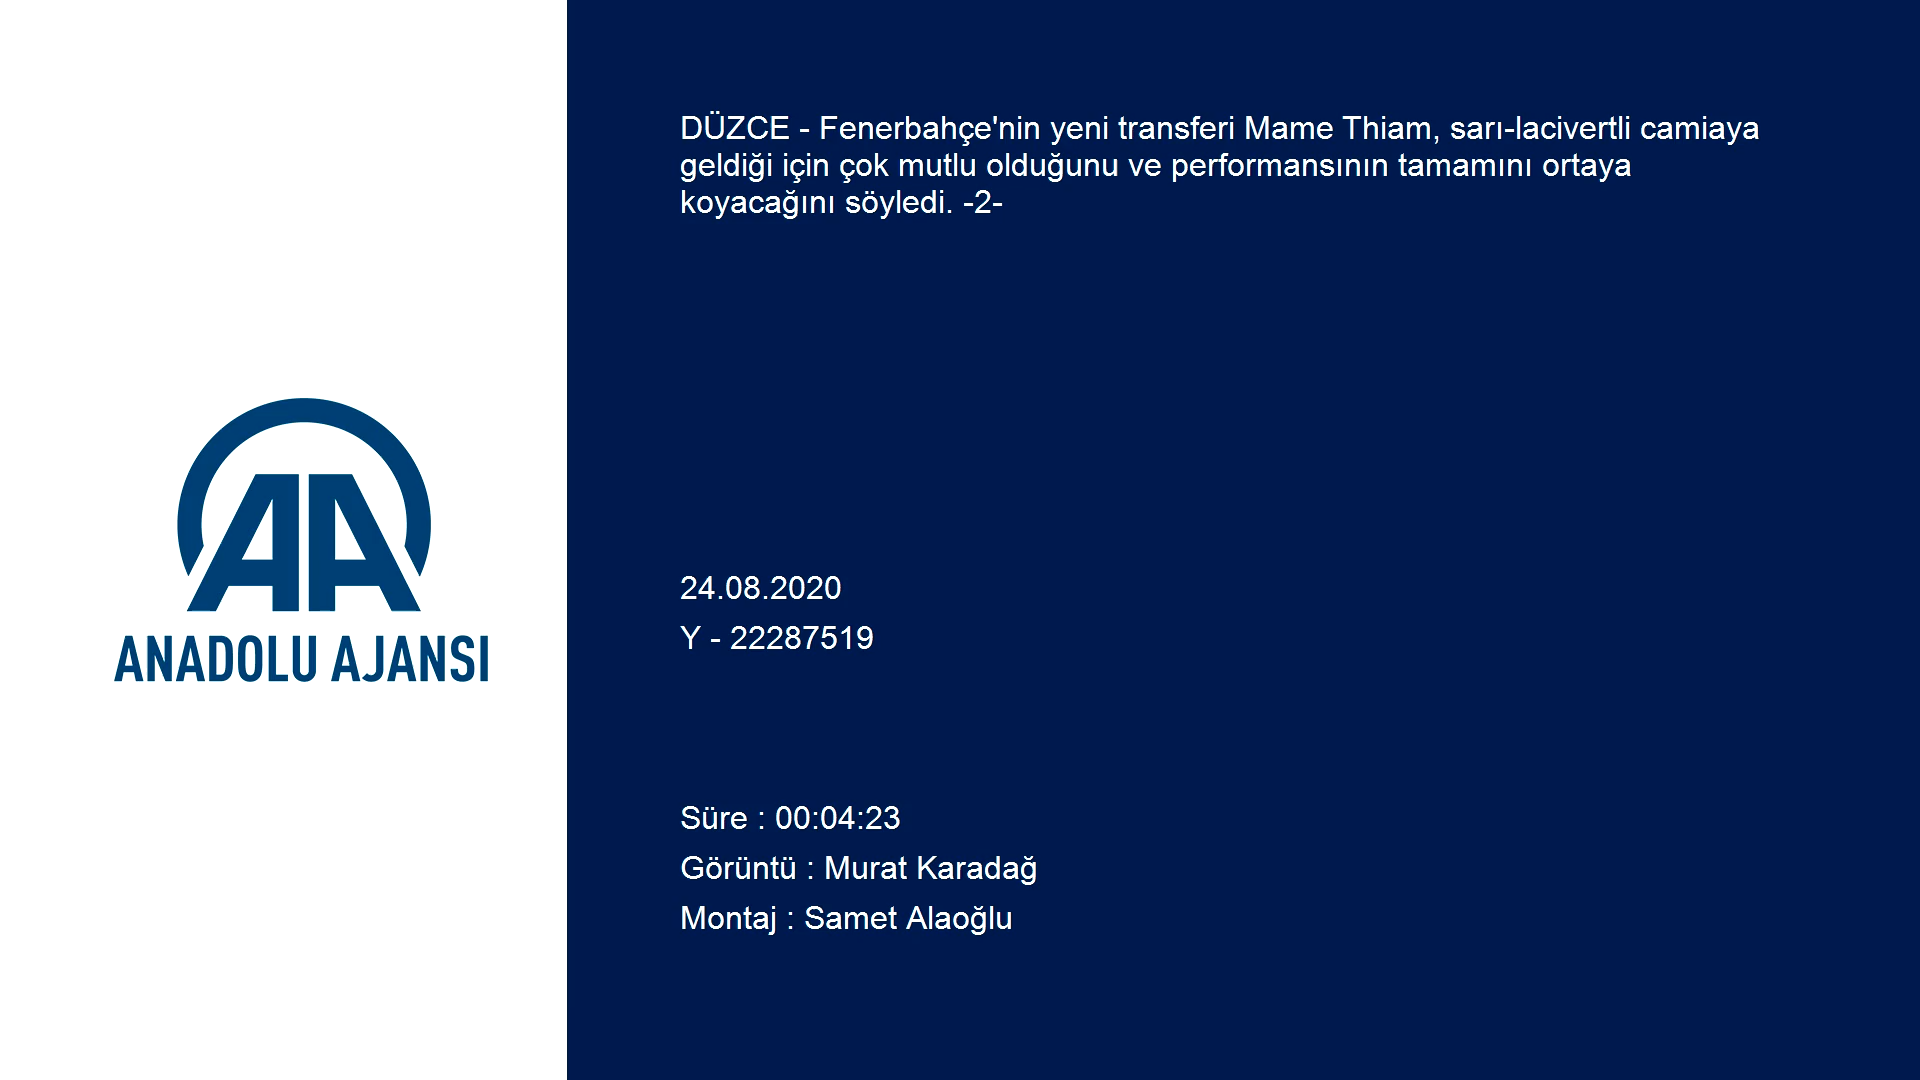 DÜZCE - Fenerbahçe'nin yeni transferi Mame Thiam, sarı-lacivertli camiaya
geldiği için çok mutlu olduğunu ve performansının tamamını ortaya
koyacağını söyledi. -2-
AA
ANADOLU AJANSI
24.08.2020
Y - 22287519
Süre : 00:04:23
Görüntü : Murat Karadağ
Montaj : Samet Alaoğlu